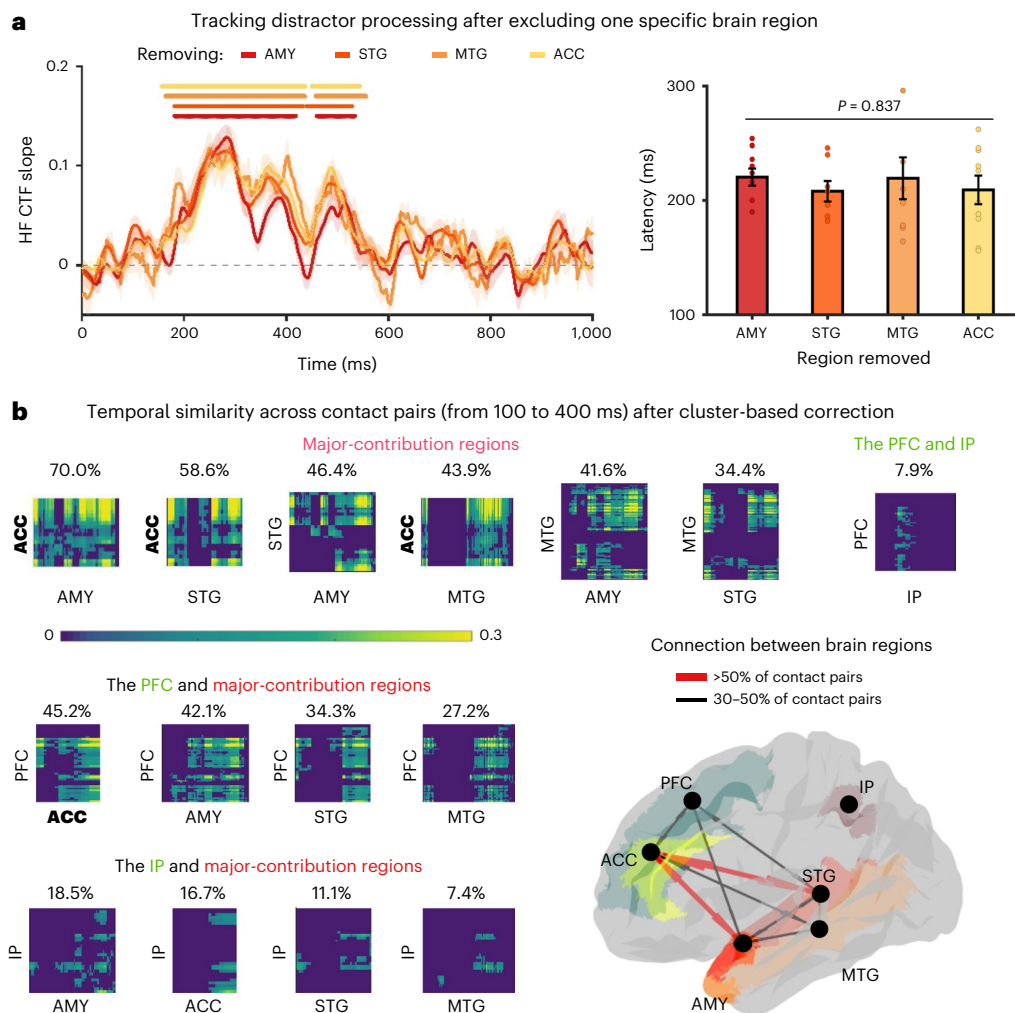 a Tracking distractor processing after excluding one specific brain region
Removing: AMY STG MTG ACC
0.2
0.1
0
HF CTF slope
0 200 400 600 800 1,000
Time (ms)
300
200
100
Latency (ms)
P = 0.837
AMY STG MTG ACC
Region removed
b Temporal similarity across contact pairs (from 100 to 400 ms) after cluster-based correction
Major-contribution regions
The PFC and IP
70.0% 58.6% 46.4% 43.9% 41.6% 34.4% 7.9%
ACC ACC STG ACC MTG MTG PFC
AMY STG AMY MTG AMY STG IP
0 0.3
The PFC and major-contribution regions
45.2% 42.1% 34.3% 27.2%
PFC PFC PFC PFC
ACC AMY STG MTG
The IP and major-contribution regions
18.5% 16.7% 11.1% 7.4%
IP IP IP IP
AMY ACC STG MTG
Connection between brain regions
>50% of contact pairs
30–50% of contact pairs
PFC
IP
ACC
STG
MTG
AMY